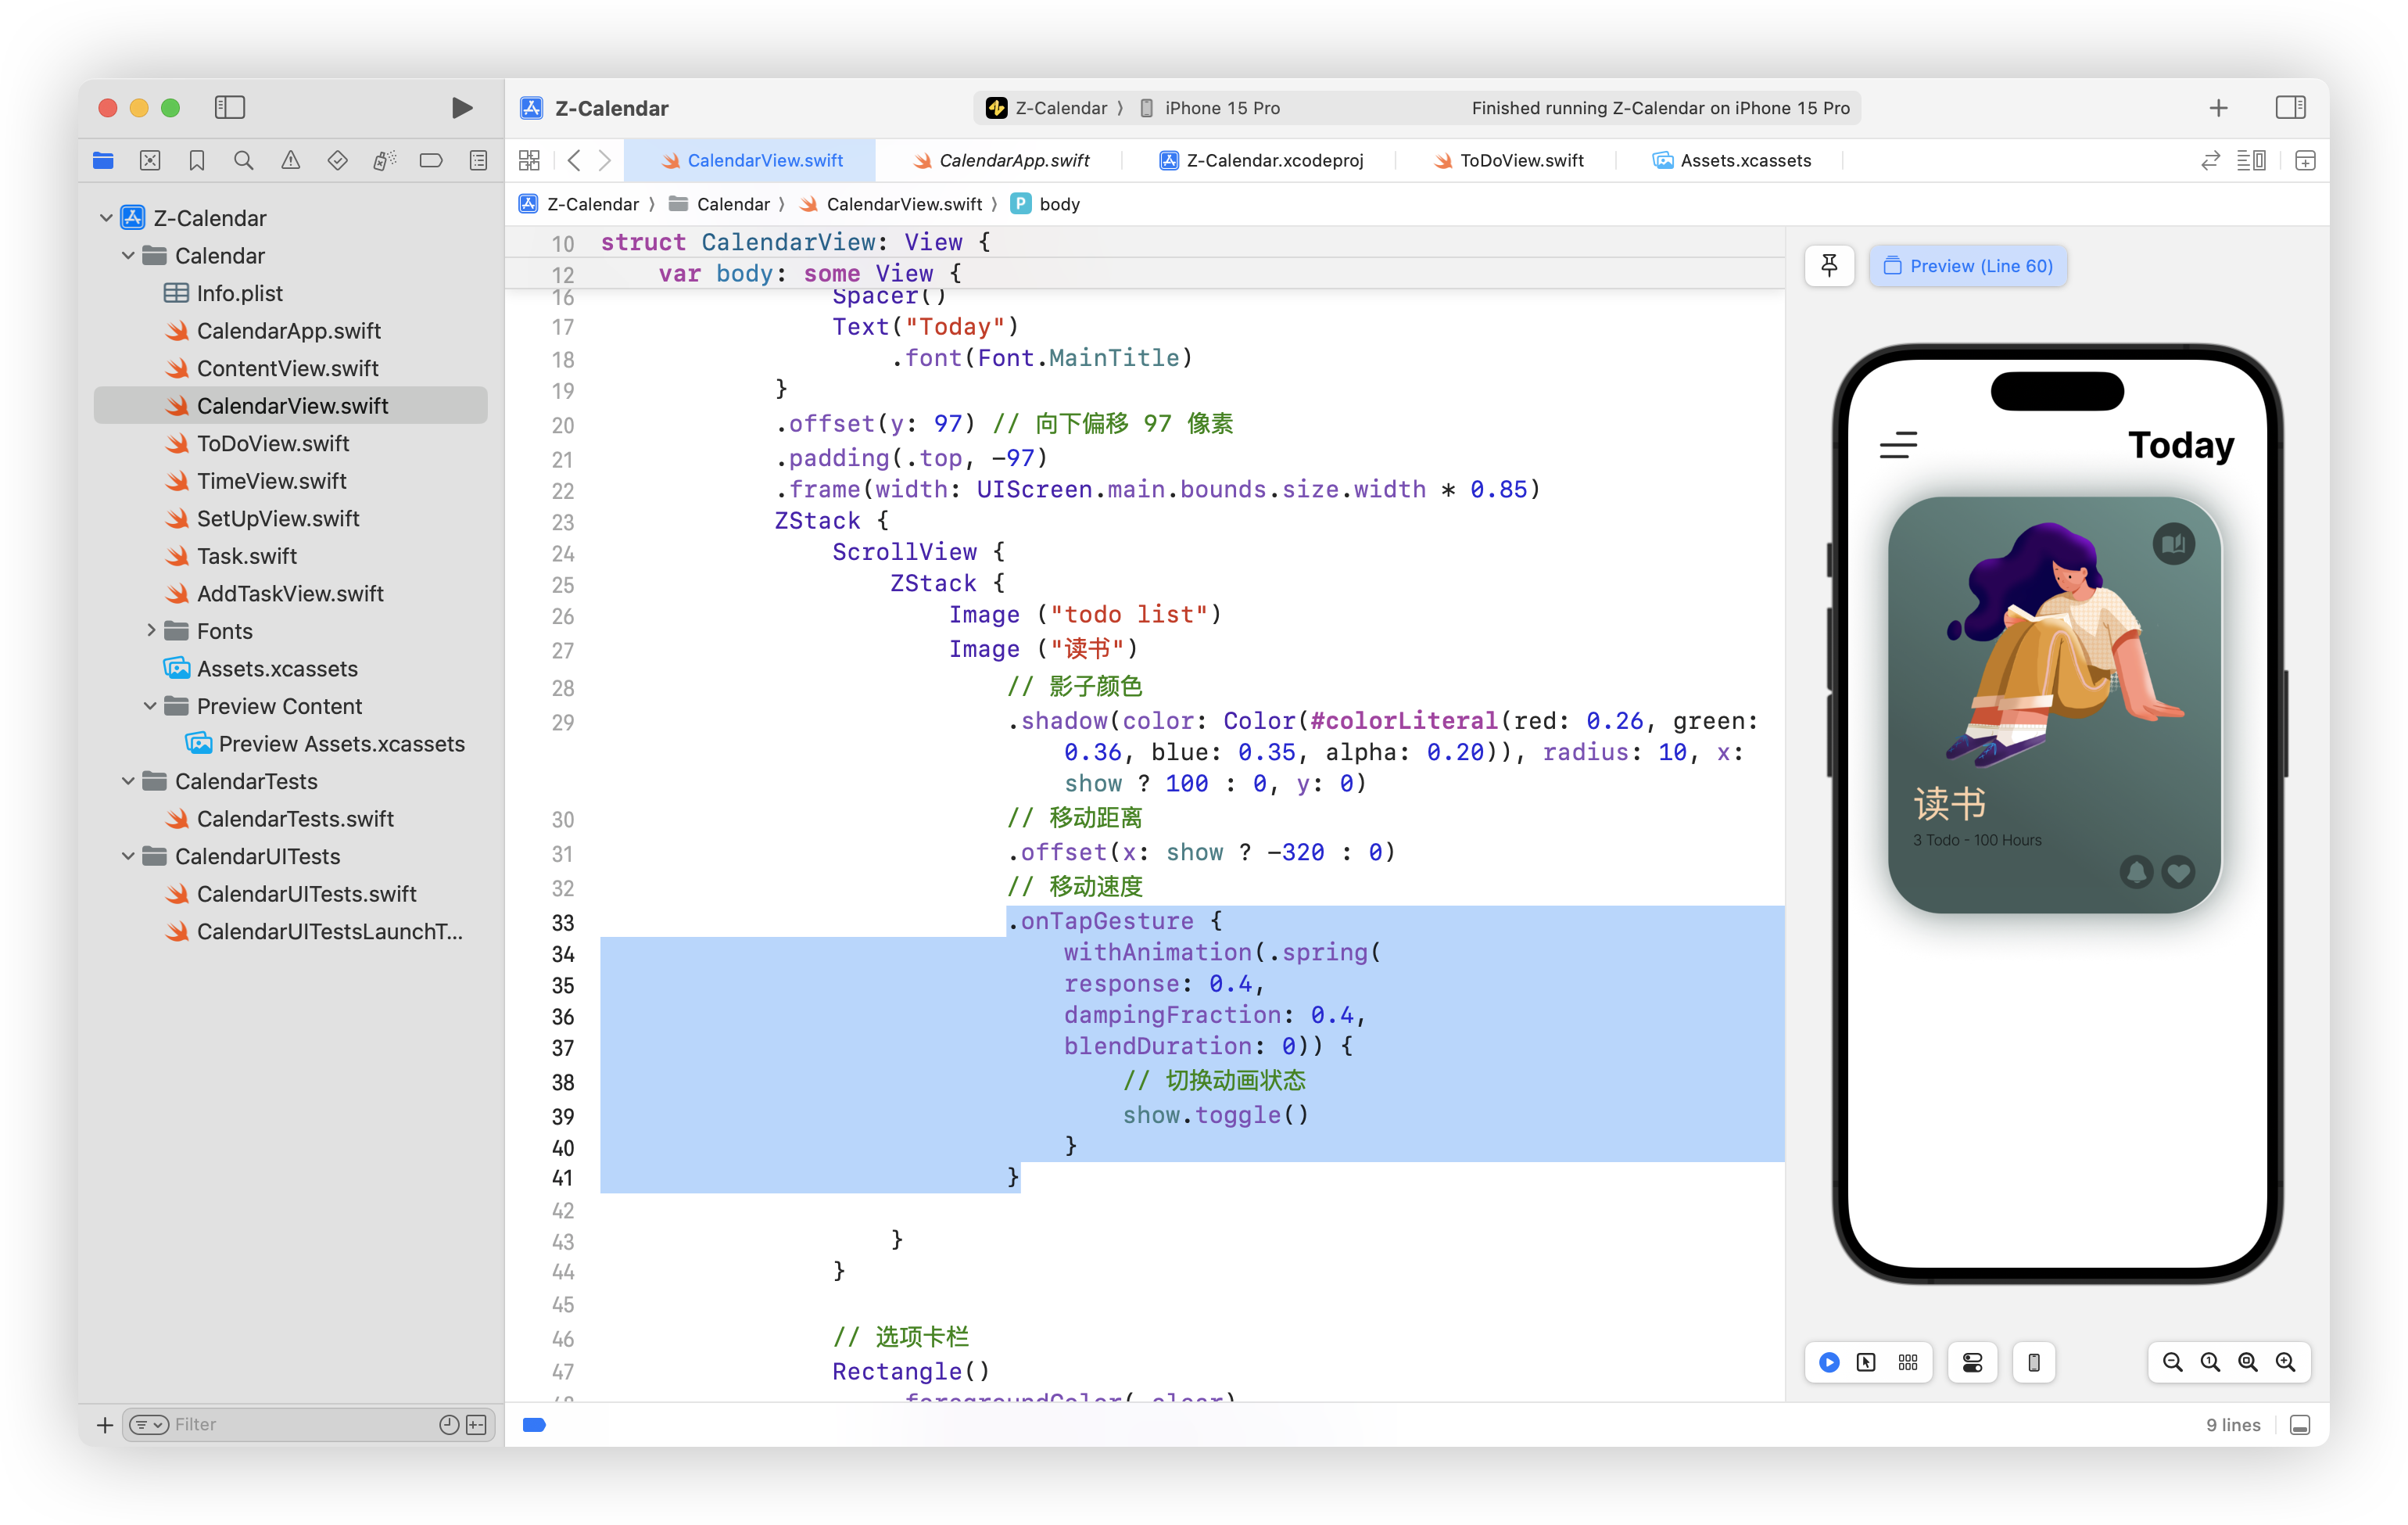 Z-Calendar
Z-Calendar 〉 iPhone 15 Pro
Finished running Z-Calendar on iPhone 15 Pro
CalendarView.swift
CalendarApp.swift
Z-Calendar.xcodeproj
ToDoView.swift
Assets.xcassets
Z-Calendar 〉 Calendar 〉 CalendarView.swift 〉 P body
Z-Calendar
Calendar
Info.plist
CalendarApp.swift
ContentView.swift
CalendarView.swift
ToDoView.swift
TimeView.swift
SetUpView.swift
Task.swift
AddTaskView.swift
Fonts
Assets.xcassets
Preview Content
Preview Assets.xcassets
CalendarTests
CalendarTests.swift
CalendarUITests
CalendarUITests.swift
CalendarUITestsLaunchT...
Filter
10 struct CalendarView: View {
12 var body: some View {
16 Spacer()
17 Text("Today")
18 .font(Font.MainTitle)
19 }
20 .offset(y: 97) // 向下偏移 97 像素
21 .padding(.top, -97)
22 .frame(width: UIScreen.main.bounds.size.width * 0.85)
23 ZStack {
24 ScrollView {
25 ZStack {
26 Image ("todo list")
27 Image ("读书")
28 // 影子颜色
29 .shadow(color: Color(#colorLiteral(red: 0.26, green:
0.36, blue: 0.35, alpha: 0.20)), radius: 10, x:
show ? 100 : 0, y: 0)
30 // 移动距离
31 .offset(x: show ? -320 : 0)
32 // 移动速度
33 .onTapGesture {
34 withAnimation(.spring(
35 response: 0.4,
36 dampingFraction: 0.4,
37 blendDuration: 0)) {
38 // 切换动画状态
39 show.toggle()
40 }
41 }
42
43 }
44 }
45
46 // 选项卡栏
47 Rectangle()
48 .foregroundColor(.clear)
Preview (Line 60)
Today
读书
3 Todo - 100 Hours
9 lines